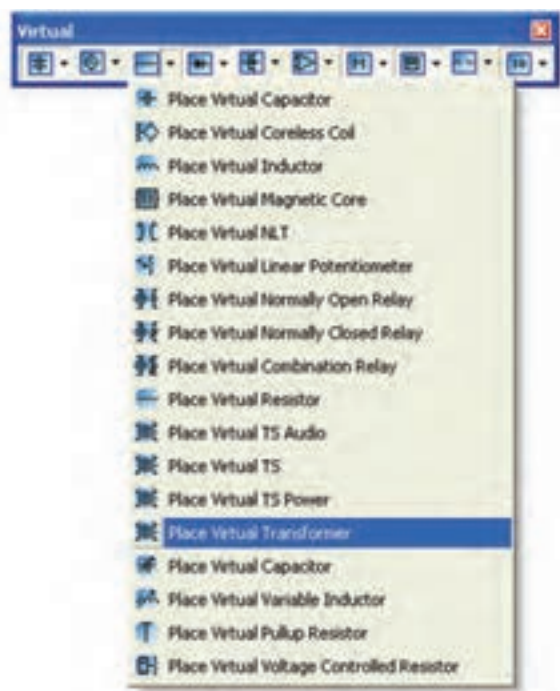 Virtual
Place Virtual Capacitor
Place Virtual Coreless Coil
Place Virtual Inductor
Place Virtual Magnetic Core
Place Virtual NLT
Place Virtual Linear Potentiometer
Place Virtual Normally Open Relay
Place Virtual Normally Closed Relay
Place Virtual Combination Relay
Place Virtual Resistor
Place Virtual TS Audio
Place Virtual TS
Place Virtual TS Power
Place Virtual Transformer
Place Virtual Capacitor
Place Virtual Variable Inductor
Place Virtual Pullup Resistor
Place Virtual Voltage Controlled Resistor